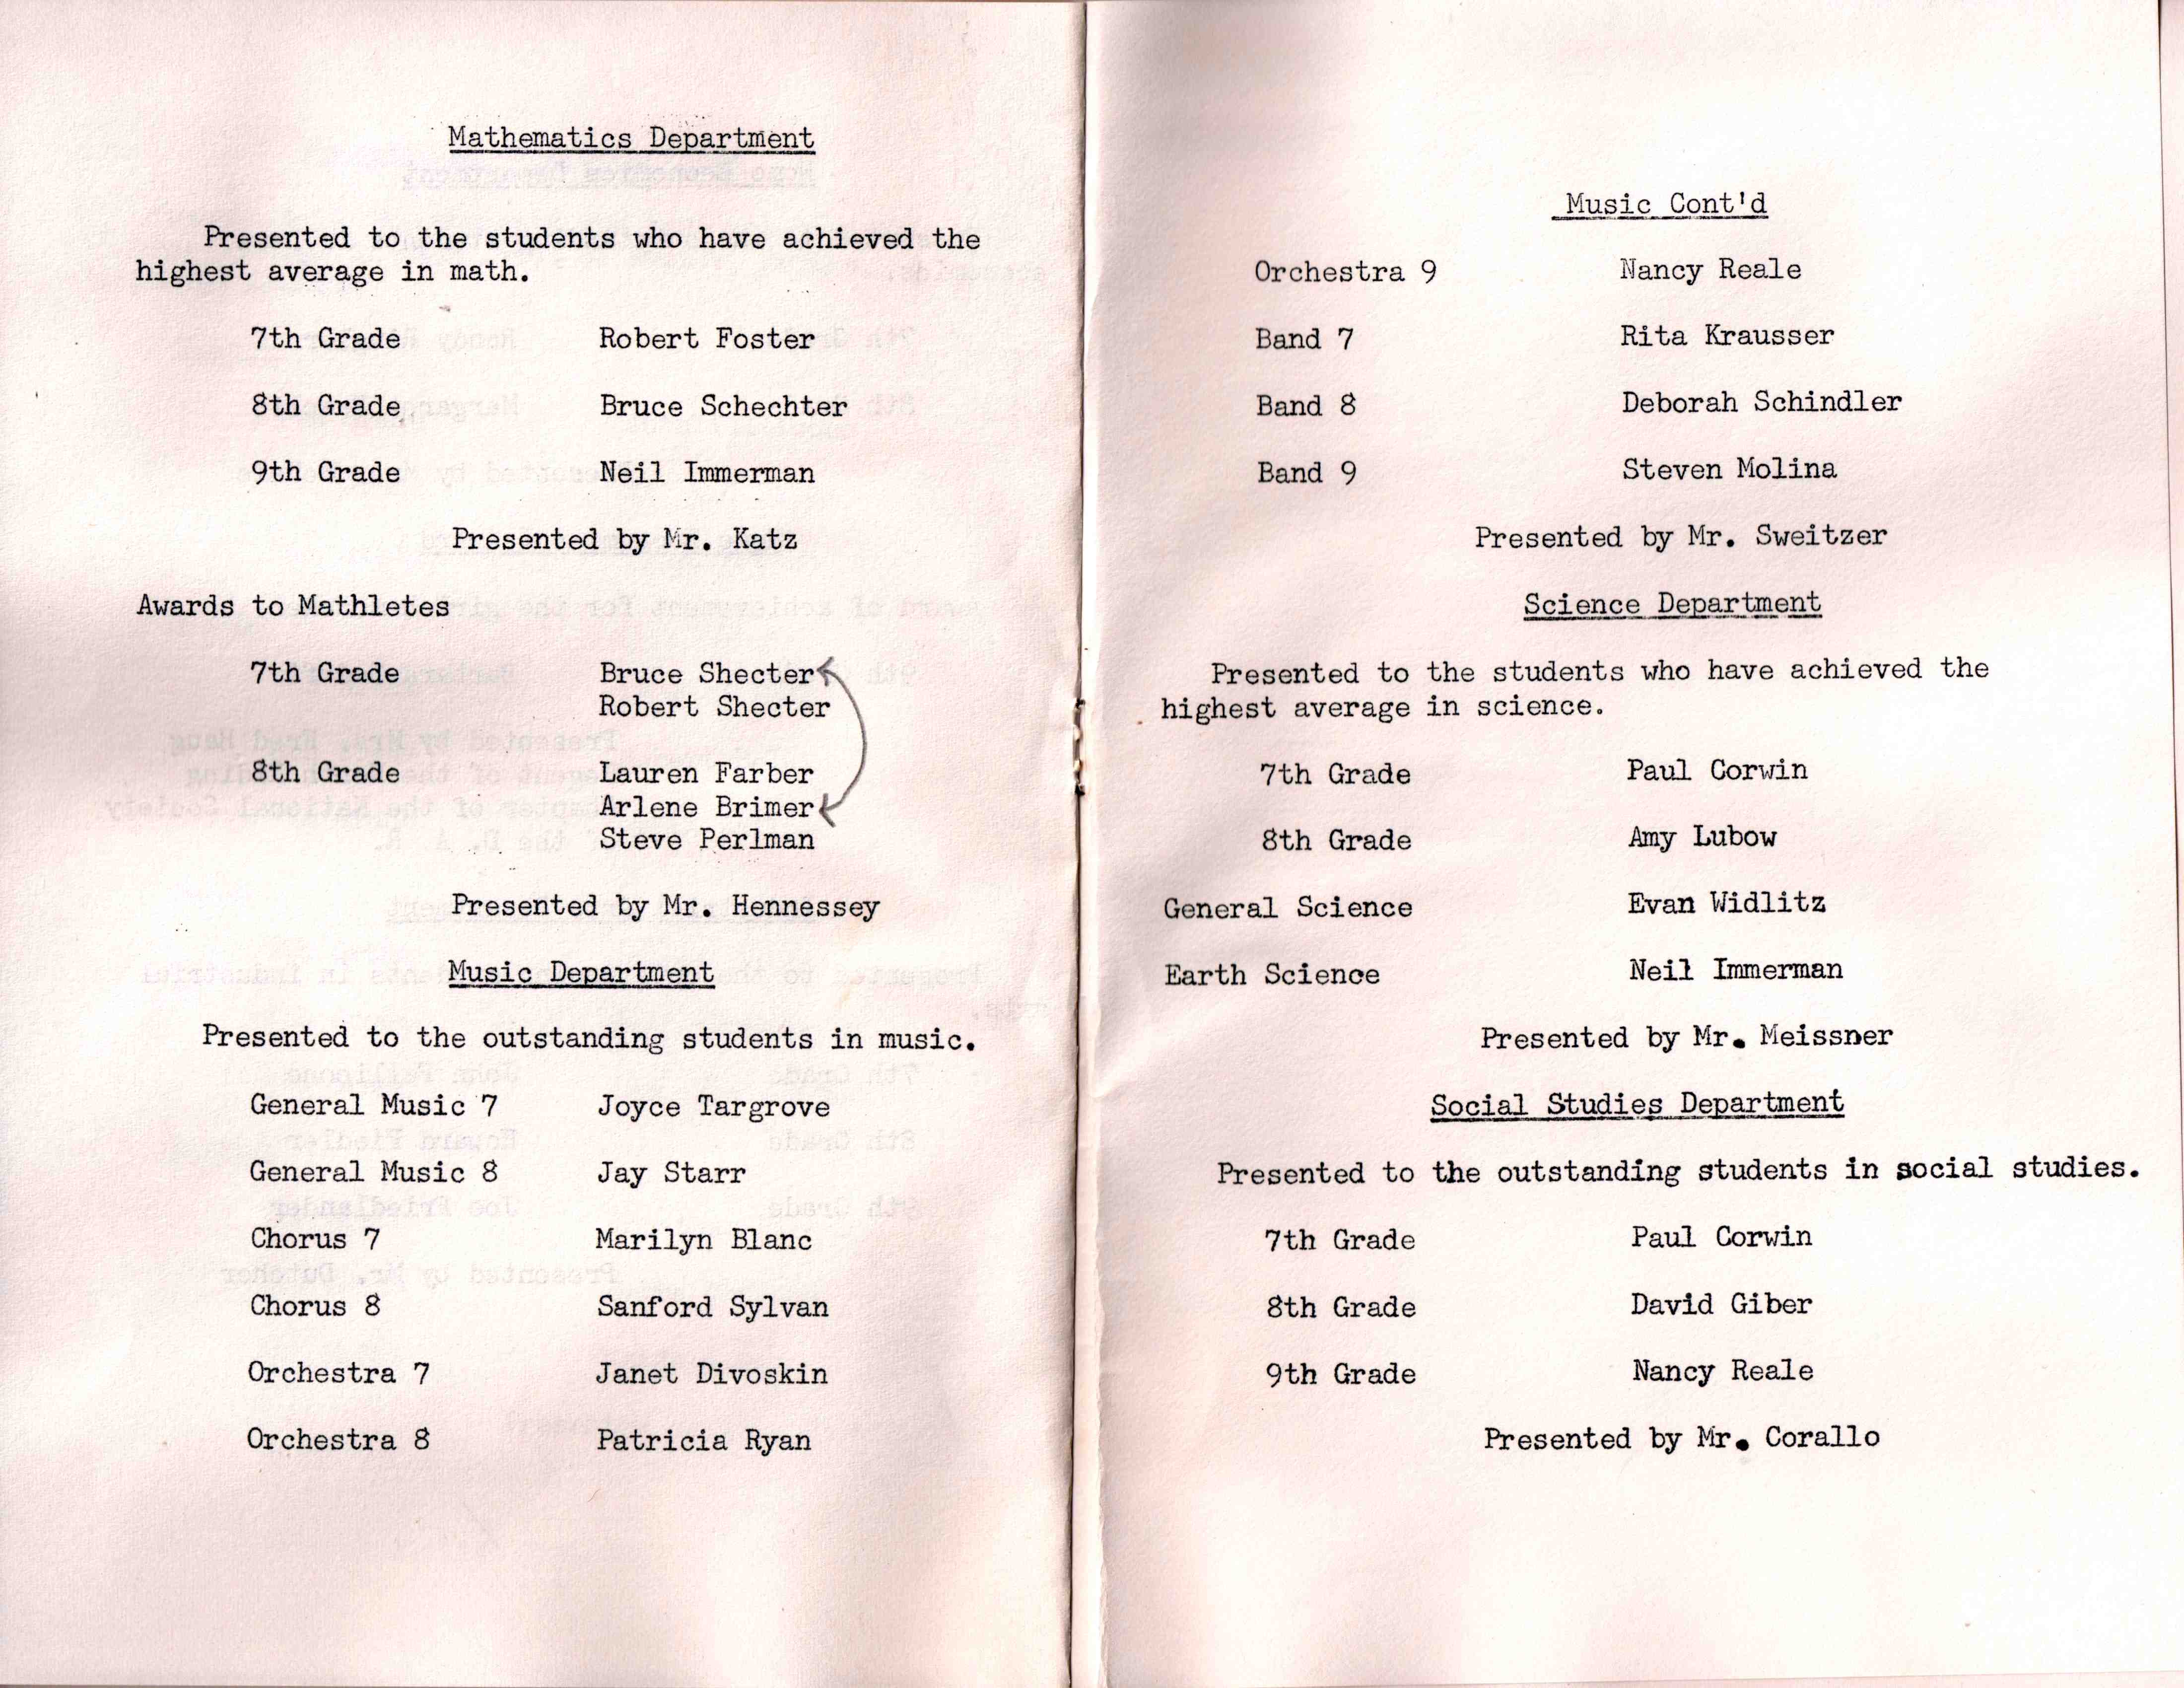 Mathematics Department
Presented to the students who have achieved the
highest average in math.
7th Grade Robert Foster
8th Grade Bruce Schechter
9th Grade Neil Immerman
Presented by Mr. Katz
Awards to Mathletes
7th Grade Bruce Shecter
Robert Shecter
8th Grade Lauren Farber
Arlene Brimer
Steve Perlman
Presented by Mr. Hennessey
Music Department
Presented to the outstanding students in music.
General Music 7 Joyce Targrove
General Music 8 Jay Starr
Chorus 7 Marilyn Blanc
Chorus 8 Sanford Sylvan
Orchestra 7 Janet Divoskin
Orchestra 8 Patricia Ryan
Music Cont'd
Orchestra 9 Nancy Reale
Band 7 Rita Krausser
Band 8 Deborah Schindler
Band 9 Steven Molina
Presented by Mr. Sweitzer
Science Department
Presented to the students who have achieved the
highest average in science.
7th Grade Paul Corwin
8th Grade Amy Lubow
General Science Evan Widlitz
Earth Science Neil Immerman
Presented by Mr. Meissner
Social Studies Department
Presented to the outstanding students in social studies.
7th Grade Paul Corwin
8th Grade David Giber
9th Grade Nancy Reale
Presented by Mr. Corallo